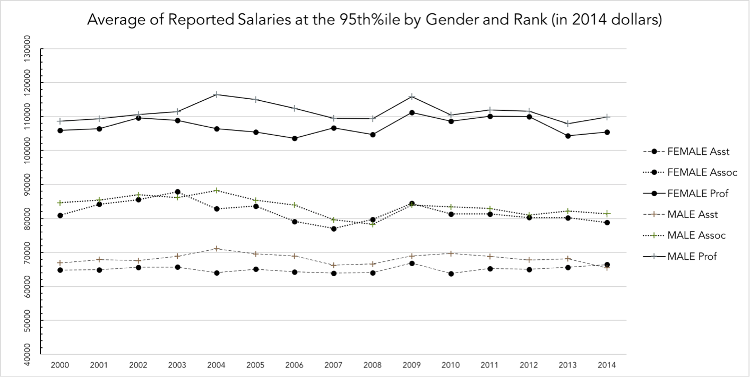 Average of Reported Salaries at the 95th%ile by Gender and Rank (in 2014 dollars)
130000
120000
110000
100000
90000
80000
70000
60000
50000
40000
2000 2001 2002 2003 2004 2005 2006 2007 2008 2009 2010 2011 2012 2013 2014
FEMALE Asst
FEMALE Assoc
FEMALE Prof
MALE Asst
MALE Assoc
MALE Prof